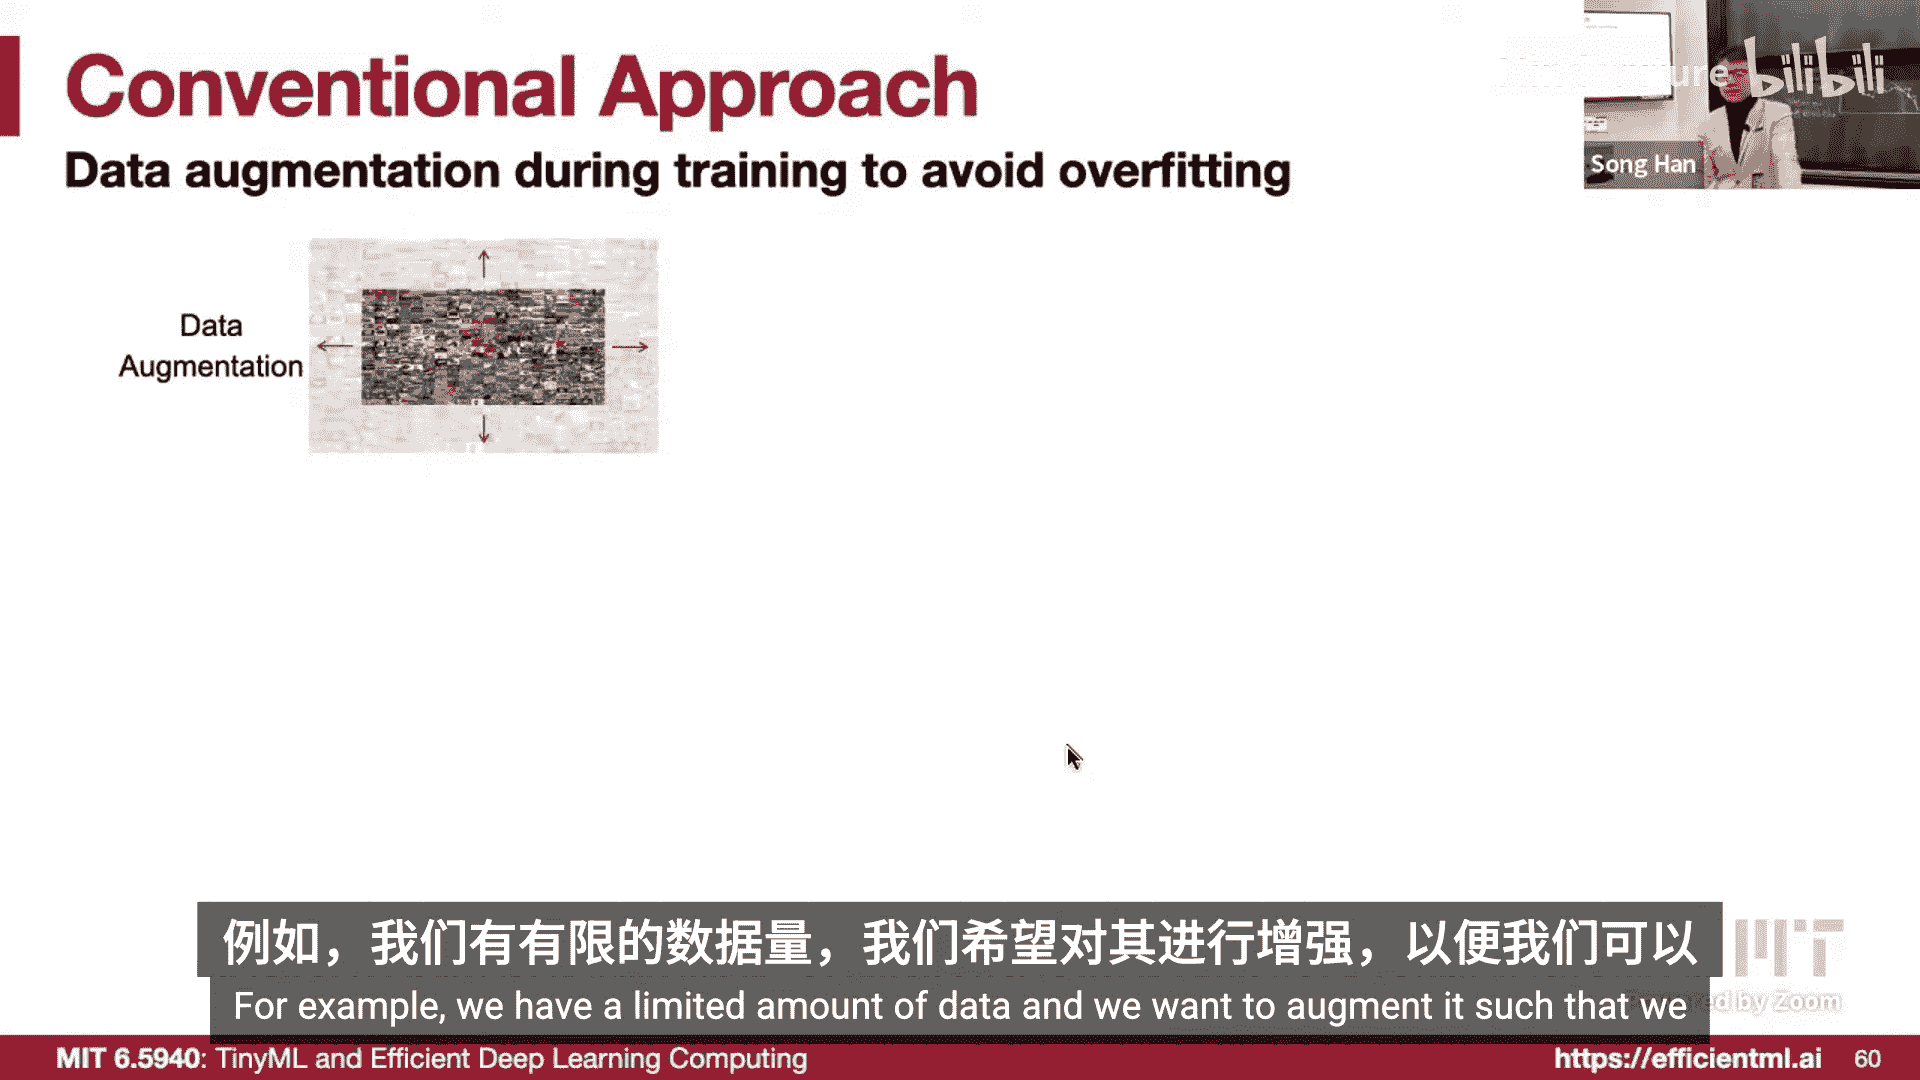 Conventional Approach
Data augmentation during training to avoid overfitting
bilibili
Song Han
Data
Augmentation
例如，我们有有限的数据量，我们希望对其进行增强，以便我们可以
For example, we have a limited amount of data and we want to augment it such that we
MIT
by Zoom
MIT 6.5940: TinyML and Efficient Deep Learning Computing
https://efficientml.ai
60